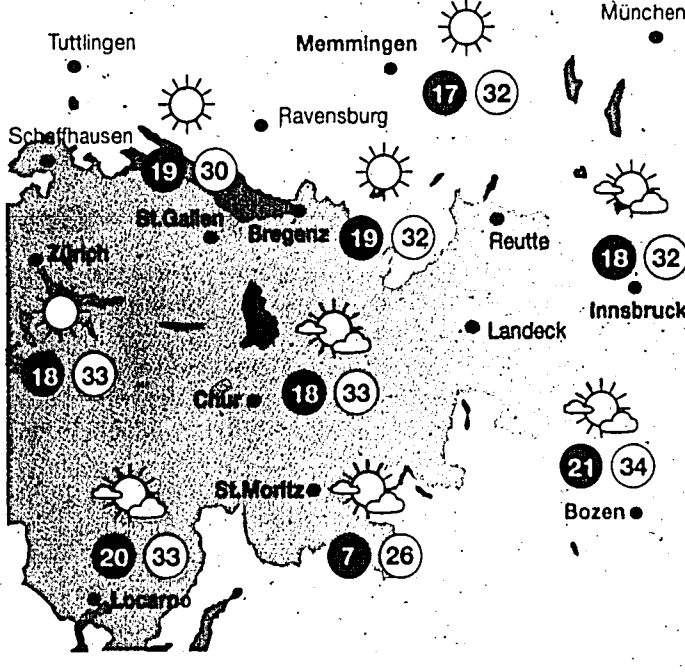 München
Tuttlingen
Memmingen
17 32
Ravensburg
Schaffhausen
19 30
St.Gallen
Bregenz
19 32
Reutte
Zürich
18 32
Innsbruck
Landeck
18 33
Chur
18 33
21 34
St.Moritz
Bozen
20 33
7 26
Locarno